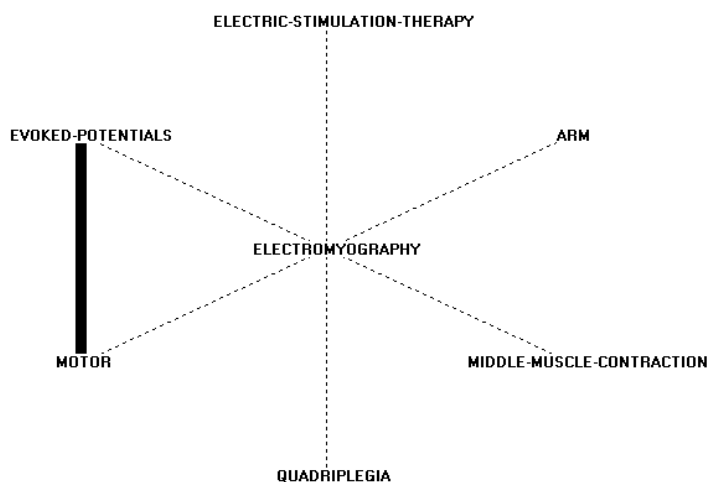 ELECTRIC-STIMULATION-THERAPY
EVOKED-POTENTIALS
ARM
ELECTROMYOGRAPHY
MOTOR
MIDDLE-MUSCLE-CONTRACTION
QUADRIPLEGIA